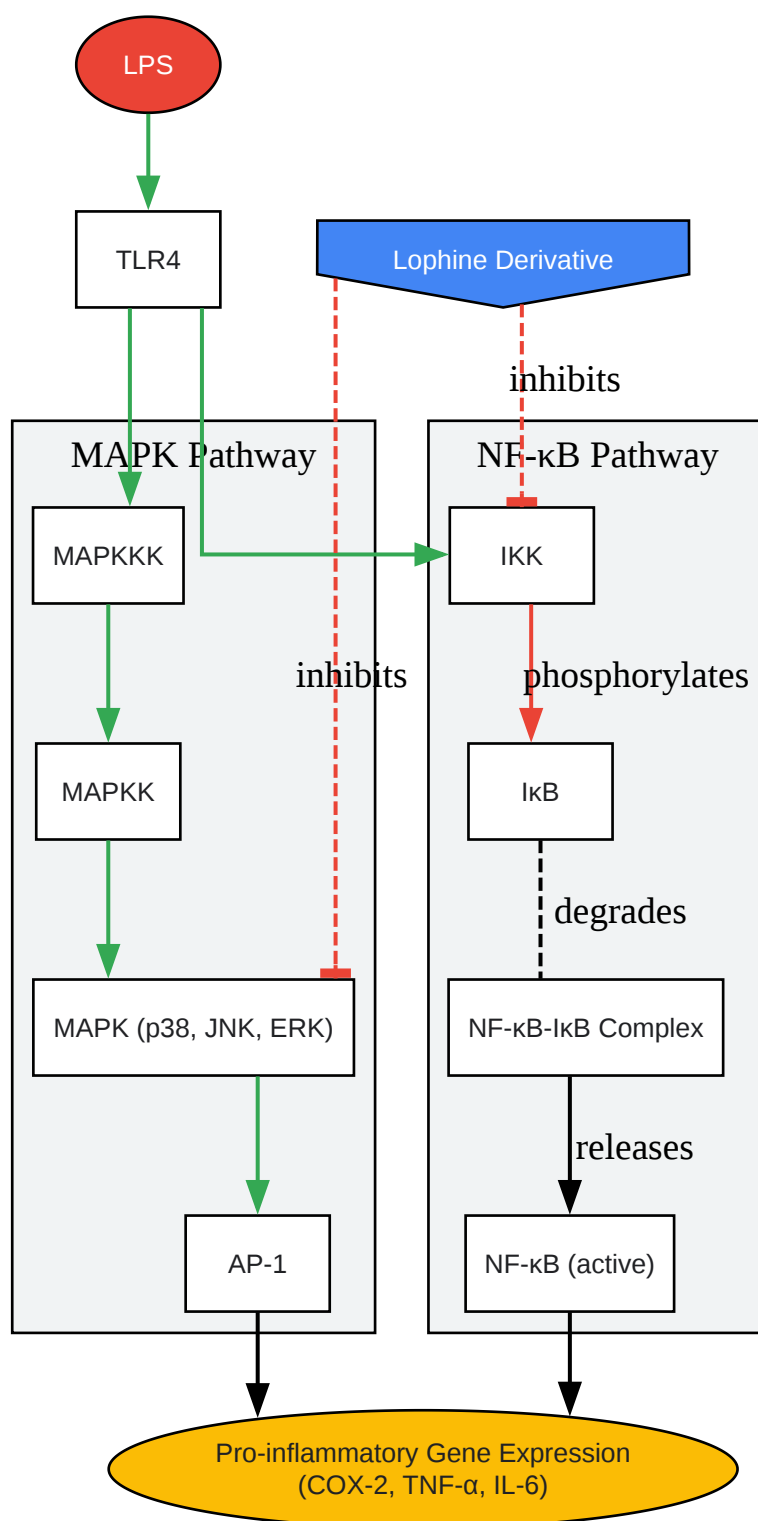 LPS
TLR4
Lophine Derivative
inhibits
MAPK Pathway
NF-κB Pathway
MAPKKK
IKK
inhibits
phosphorylates
MAPKK
IκB
degrades
MAPK (p38, JNK, ERK)
NF-κB-IκB Complex
releases
AP-1
NF-κB (active)
Pro-inflammatory Gene Expression
(COX-2, TNF-α, IL-6)